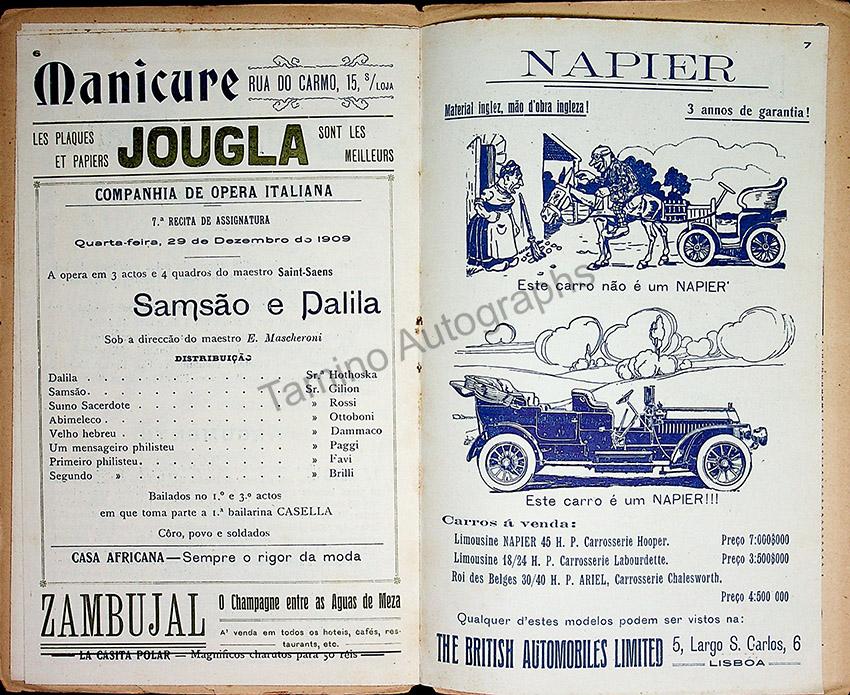 6
Manicure
RUA DO CARMO, 15, S/LOJA
LES PLAQUES
ET PAPIERS
JOUGLA
SONT LES
MEILLEURS
COMPANHIA DE OPERA ITALIANA
7.ª RECITA DE ASSIGNATURA
Quarta-feira, 29 de Dezembro do 1909
A opera em 3 actos e 4 quadros do maestro Saint-Saens
Samsão e Dalila
Sob a direcção do maestro E. Mascheroni
DISTRIBUIÇÃO
Dalila . . . . . . . . . . Sr.ª Hothoska
Samsão. . . . . . . . . . Sr. Gilion
Sumo Sacerdote . . . . . . . » Rossi
Abimeleco . . . . . . . . . » Ottoboni
Velho hebreu . . . . . . . . » Dammaco
Um mensageiro philisteu . . . . . » Paggi
Primeiro philisteu. . . . . . . » Favi
Segundo » . . . . . . . » Brilli
Bailados no 1.º e 3.º actos
em que toma parte a 1.ª bailarina CASELLA
Côro, povo e soldados
CASA AFRICANA—Sempre o rigor da moda
ZAMBUJAL
O Champagne entre as Aguas de Meza
A' venda em todos os hoteis, cafés, res-
taurants, etc.
LA CASITA POLAR — Magnificos charutos para 50 réis
7
NAPIER
Material inglez, mão d'obra ingleza!
3 annos de garantia!
Este carro não é um NAPIER'
Este carro é um NAPIER!!!
Carros á venda:
Limousine NAPIER 45 H. P. Carrosserie Hooper. Preço 7:000$000
Limousine 18/24 H. P. Carrosserie Labourdette. Preço 3:500$000
Roi des Belges 30/40 H. P. ARIEL, Carrosserie Chalesworth.
Preço 4:500 000
Qualquer d'estes modelos podem ser vistos na:
THE BRITISH AUTOMOBILES LIMITED
5, Largo S. Carlos, 6
LISBOA
Tamino Autographs